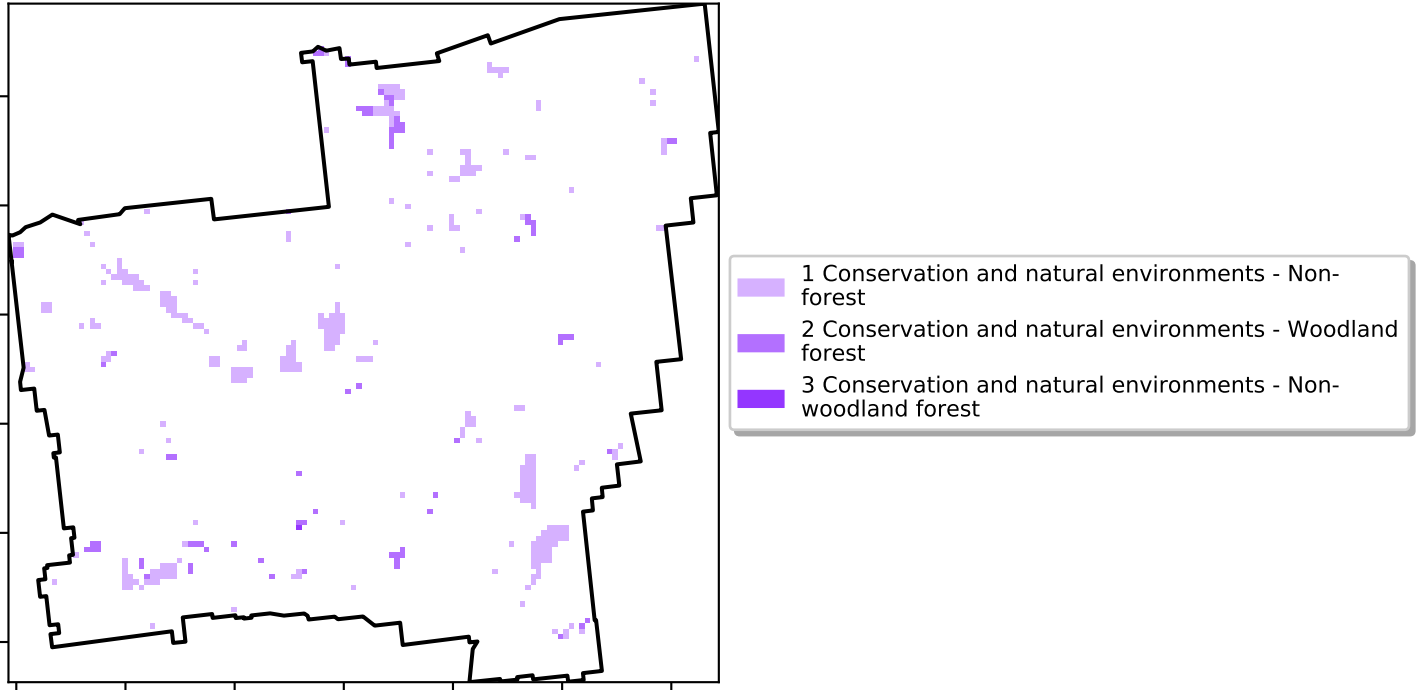 1 Conservation and natural environments - Non-
forest
2 Conservation and natural environments - Woodland
forest
3 Conservation and natural environments - Non-
woodland forest